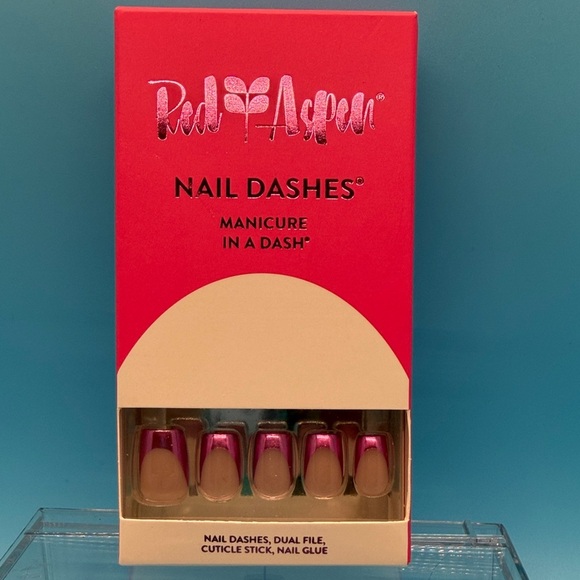 Red Aspen®
NAIL DASHES®
MANICURE
IN A DASH®
NAIL DASHES, DUAL FILE,
CUTICLE STICK, NAIL GLUE